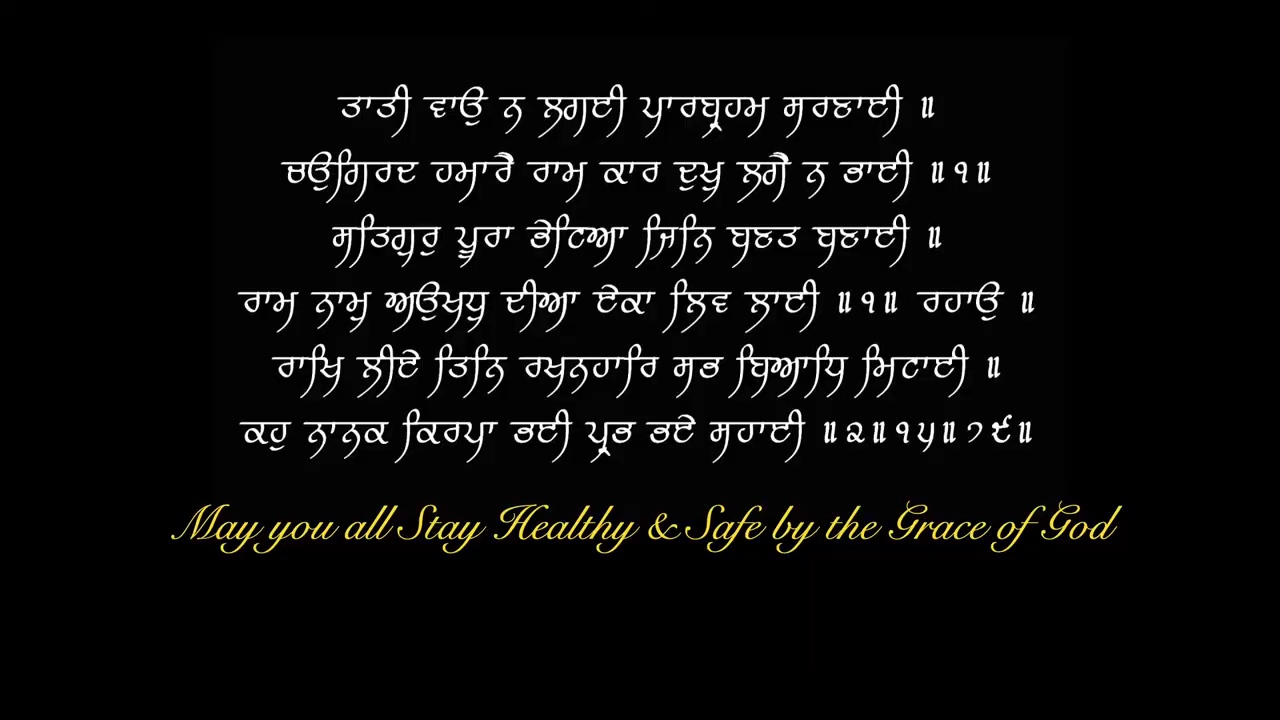 ਤਾਤੀ ਵਾਉ ਨ ਲਗਈ ਪਾਰਬ੍ਰਹਮ ਸਰਣਾਈ ॥
ਚਉਗਿਰਦ ਹਮਾਰੈ ਰਾਮ ਕਾਰ ਦੁਖੁ ਲਗੈ ਨ ਭਾਈ ॥੧॥
ਸਤਿਗੁਰੁ ਪੂਰਾ ਭੇਟਿਆ ਜਿਨਿ ਬਣਤ ਬਣਾਈ ॥
ਰਾਮ ਨਾਮੁ ਅਉਖਧੁ ਦੀਆ ਏਕਾ ਲਿਵ ਲਾਈ ॥੧॥ ਰਹਾਉ ॥
ਰਾਖਿ ਲੀਏ ਤਿਨਿ ਰਖਨਹਾਰਿ ਸਭ ਬਿਆਧਿ ਮਿਟਾਈ ॥
ਕਹੁ ਨਾਨਕ ਕਿਰਪਾ ਭਈ ਪ੍ਰਭ ਭਏ ਸਹਾਈ ॥੨॥੧੫॥੭੯॥
May you all Stay Healthy & Safe by the Grace of God